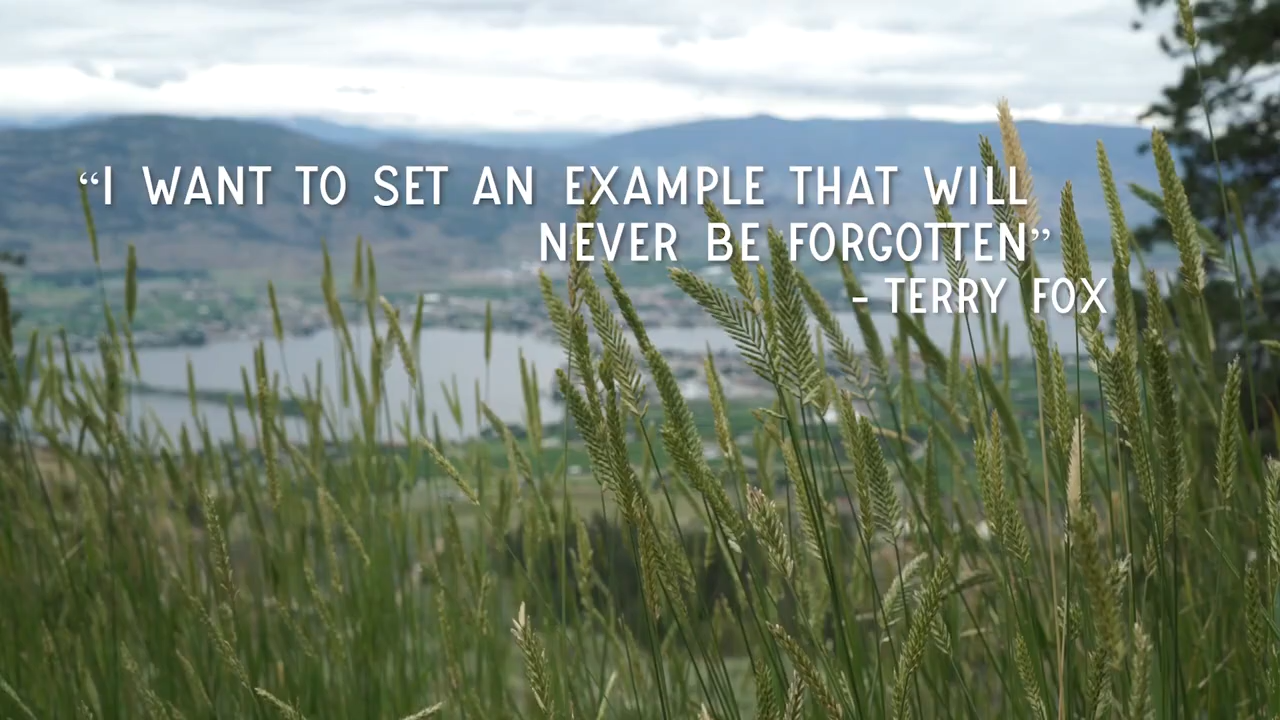 “I WANT TO SET AN EXAMPLE THAT WILL
NEVER BE FORGOTTEN”
- TERRY FOX